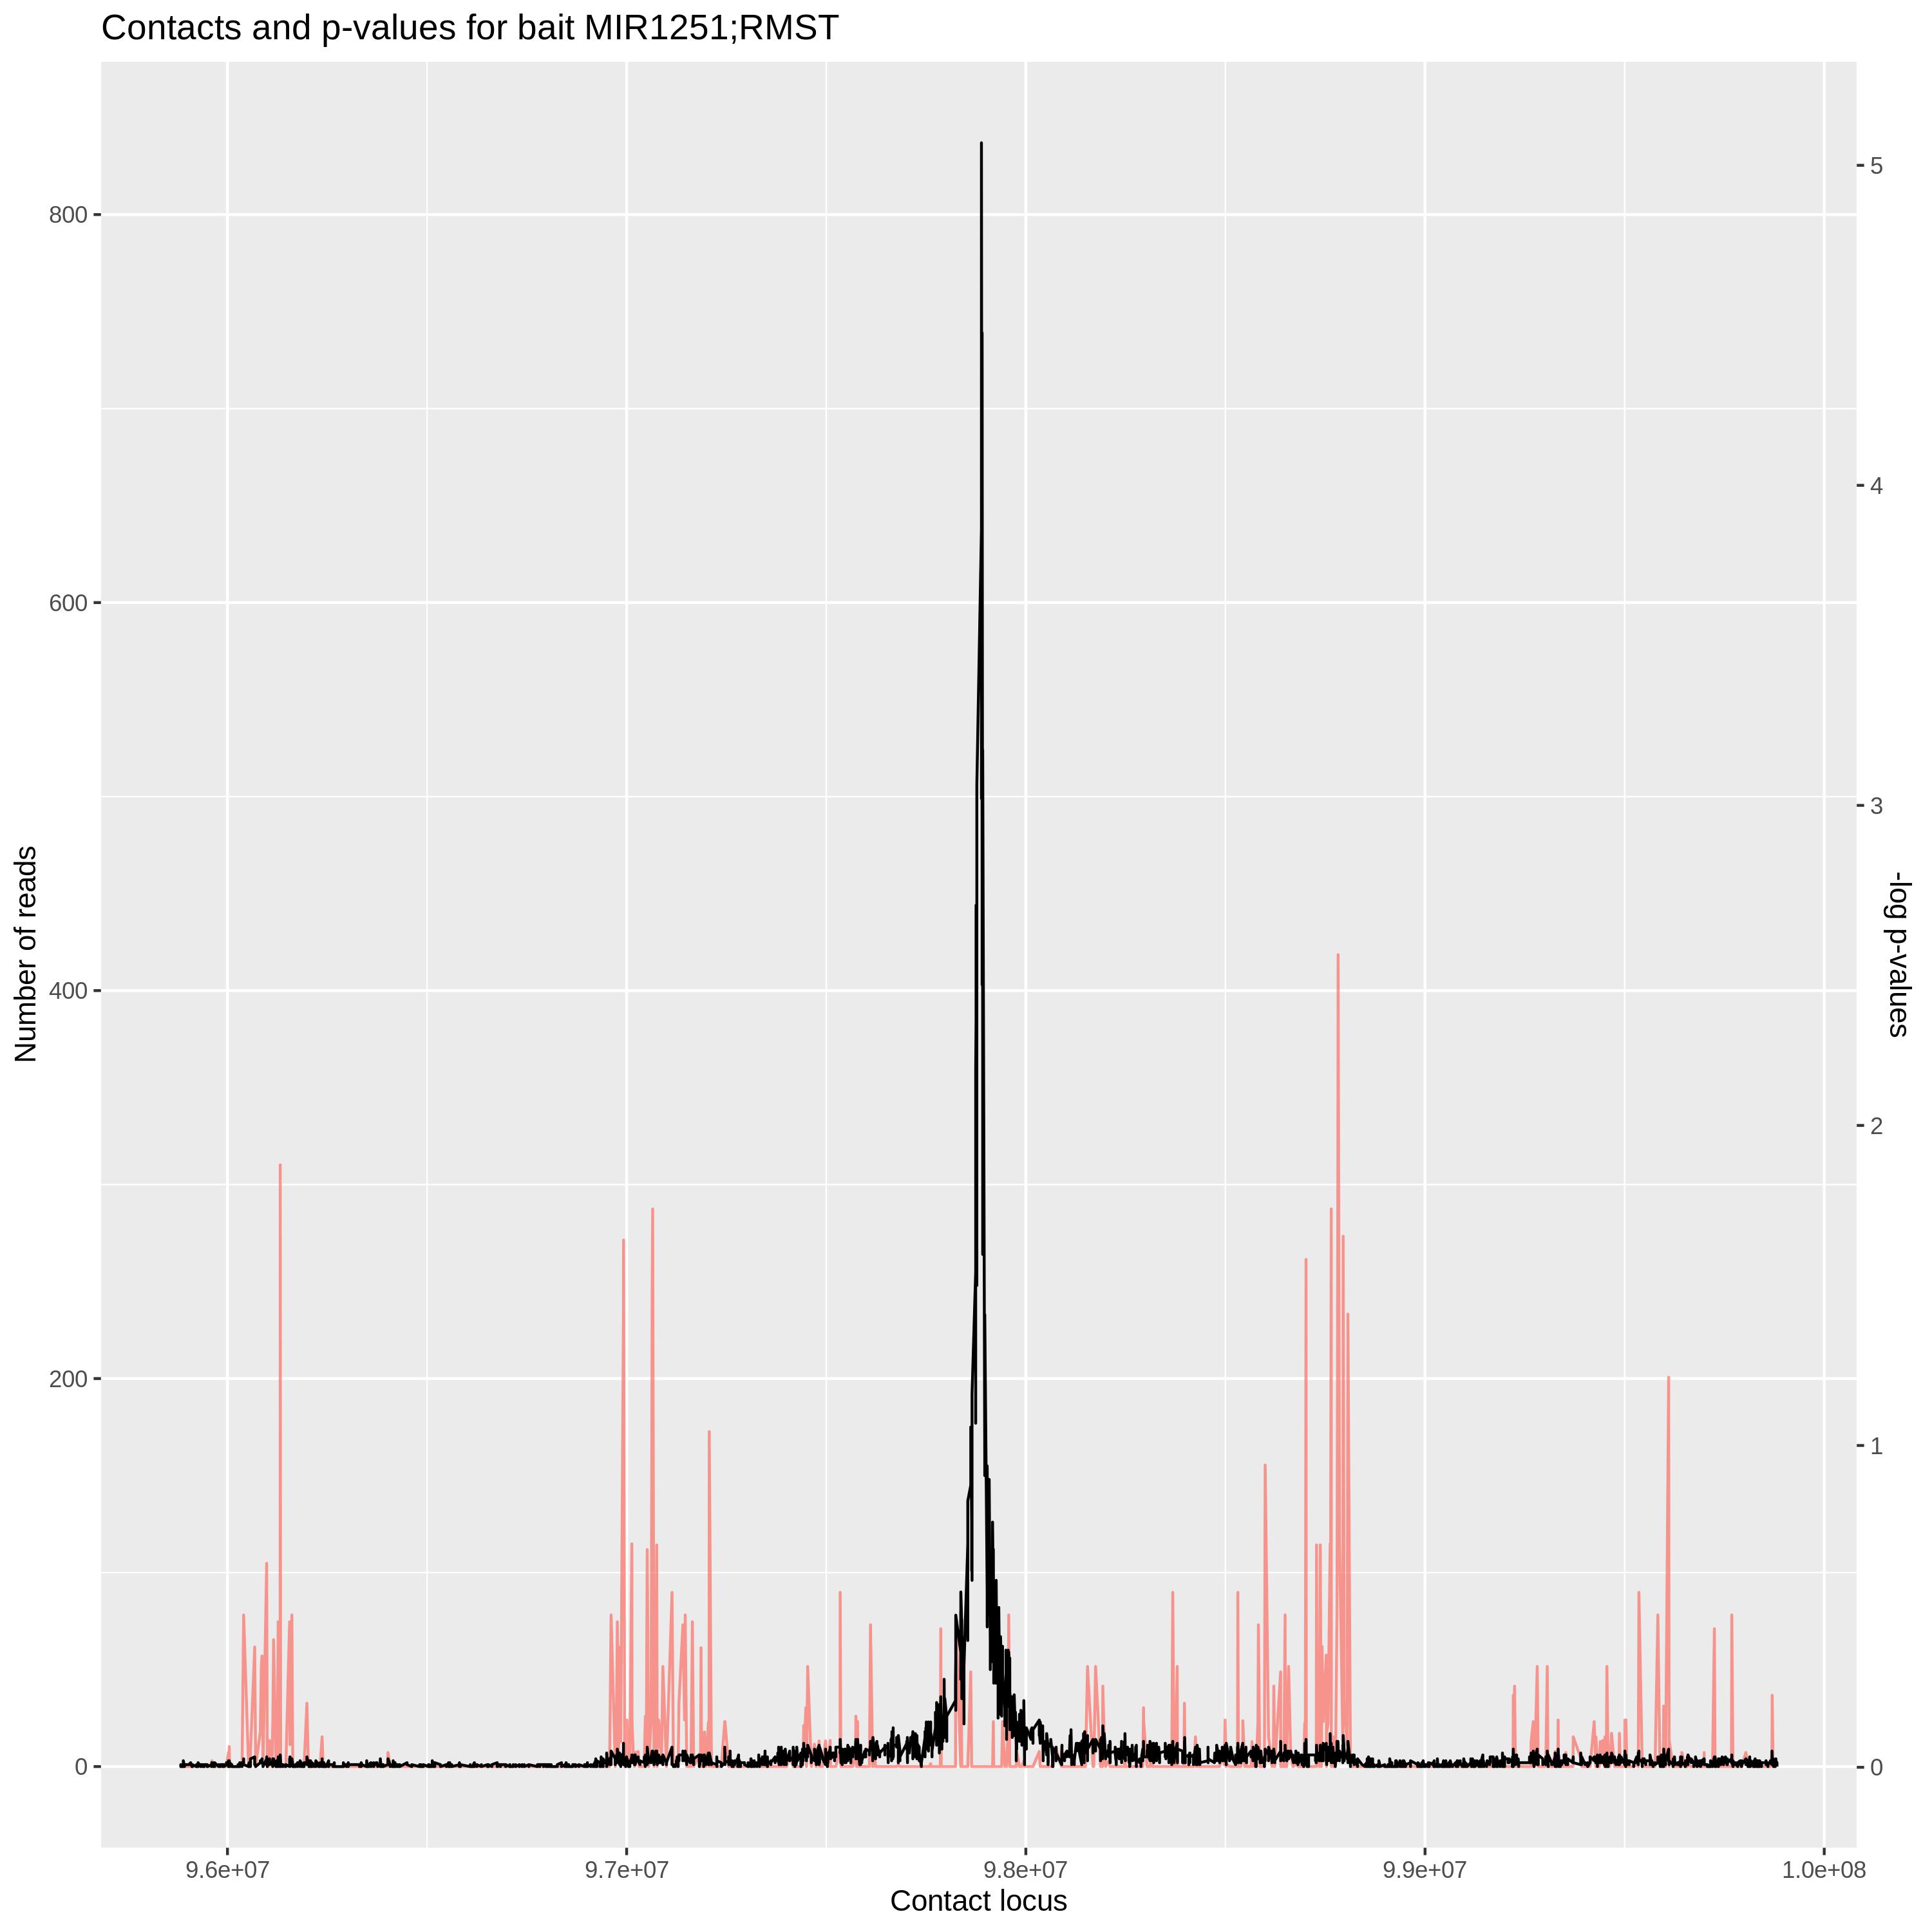 Contacts and p-values for bait MIR1251;RMST
800
600
400
200
0
Number of reads
5
4
3
2
1
0
-log p-values
9.6e+07
9.7e+07
9.8e+07
9.9e+07
1.0e+08
Contact locus